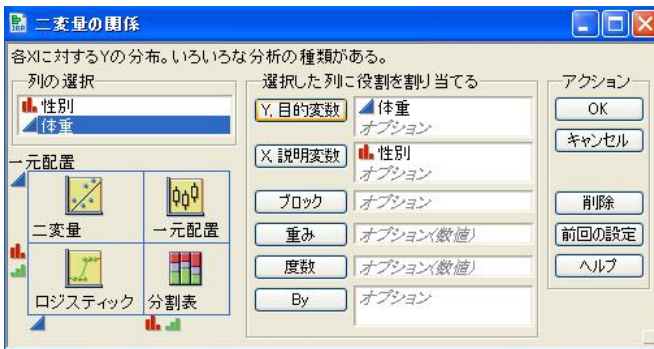 二変量の関係
各Xに対するYの分布。いろいろな分析の種類がある。
列の選択
性別
体重
一元配置
二変量
一元配置
ロジスティック
分割表
選択した列に役割を割り当てる
Y, 目的変数
体重
オプション
X, 説明変数
性別
オプション
ブロック
オプション
重み
オプション(数値)
度数
オプション(数値)
By
オプション
アクション
OK
キャンセル
削除
前回の設定
ヘルプ